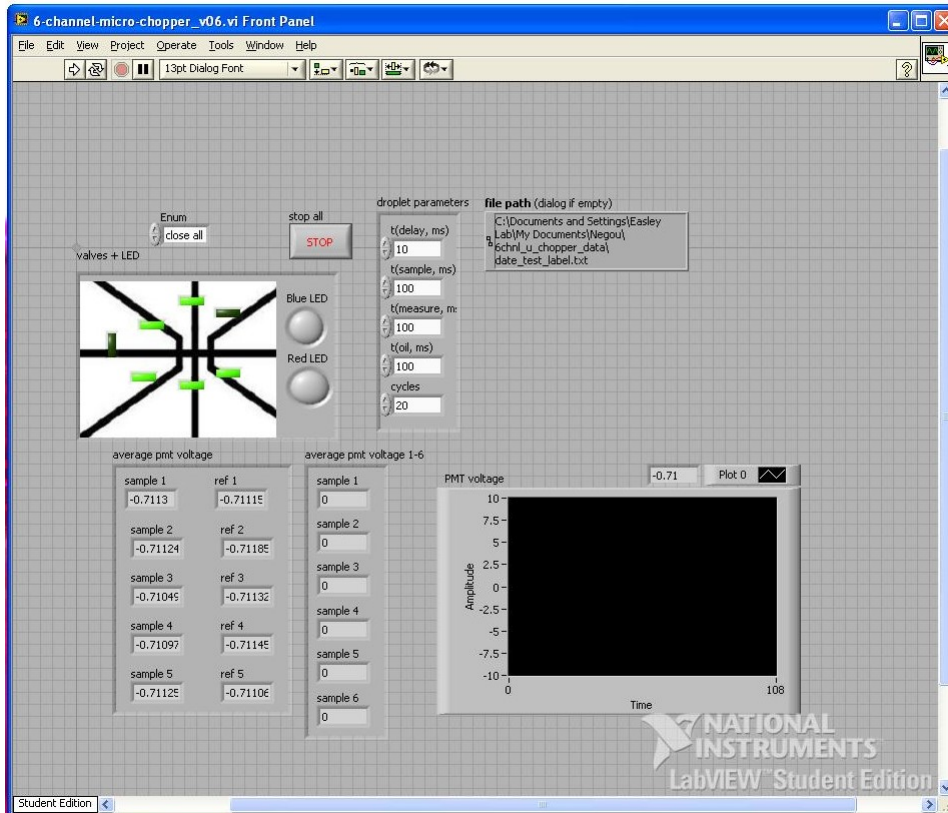 6-channel-micro-chopper_v06.vi Front Panel
File Edit View Project Operate Tools Window Help
13pt Dialog Font
Enum
close all
stop all
STOP
valves + LED
Blue LED
Red LED
droplet parameters
t(delay, ms)
10
t(sample, ms)
100
t(measure, m
100
t(oil, ms)
100
cycles
20
file path (dialog if empty)
C:\Documents and Settings\Easley
Lab\My Documents\Negou\
6chnl_u_chopper_data\
date_test_label.txt
average pmt voltage
sample 1 ref 1
-0.7113 -0.71115
sample 2 ref 2
-0.71124 -0.71185
sample 3 ref 3
-0.71049 -0.71132
sample 4 ref 4
-0.71097 -0.71145
sample 5 ref 5
-0.71125 -0.71106
average pmt voltage 1-6
sample 1
0
sample 2
0
sample 3
0
sample 4
0
sample 5
0
sample 6
0
PMT voltage
-0.71
Plot 0
Amplitude
10
7.5
5
2.5
0
-2.5
-5
-7.5
-10
0 108
Time
NATIONAL
INSTRUMENTS
LabVIEW™ Student Edition
Student Edition